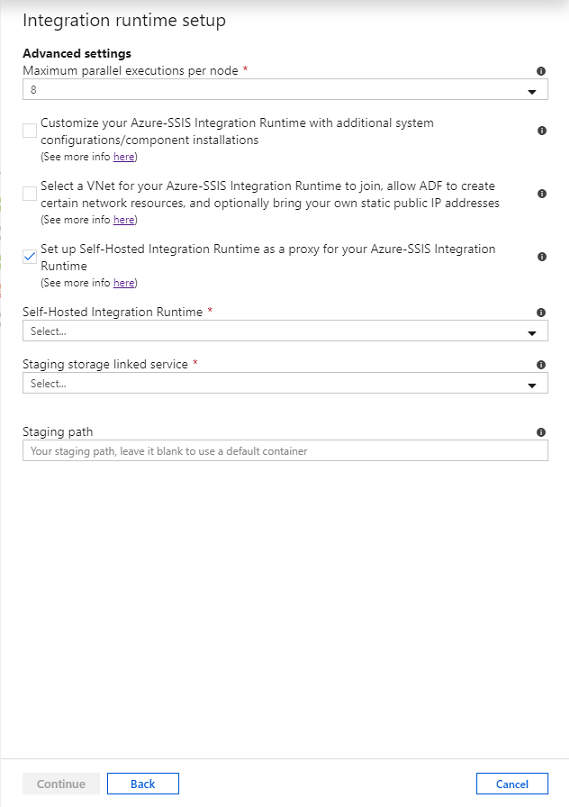 Integration runtime setup
Advanced settings
Maximum parallel executions per node *
8
Customize your Azure-SSIS Integration Runtime with additional system
configurations/component installations
(See more info here)
Select a VNet for your Azure-SSIS Integration Runtime to join, allow ADF to create
certain network resources, and optionally bring your own static public IP addresses
(See more info here)
Set up Self-Hosted Integration Runtime as a proxy for your Azure-SSIS Integration
Runtime
(See more info here)
Self-Hosted Integration Runtime *
Select...
Staging storage linked service *
Select...
Staging path
Your staging path, leave it blank to use a default container
Continue Back Cancel